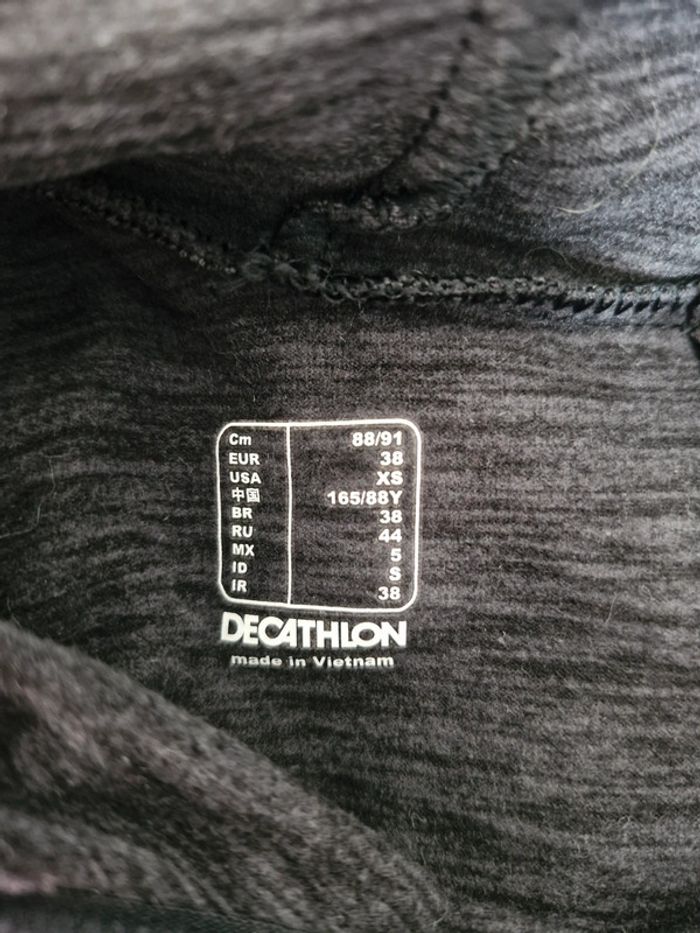 Cm 88/91
EUR 38
USA XS
中国 165/88Y
BR 38
RU 44
MX 5
ID S
IR 38
DECATHLON
made in Vietnam